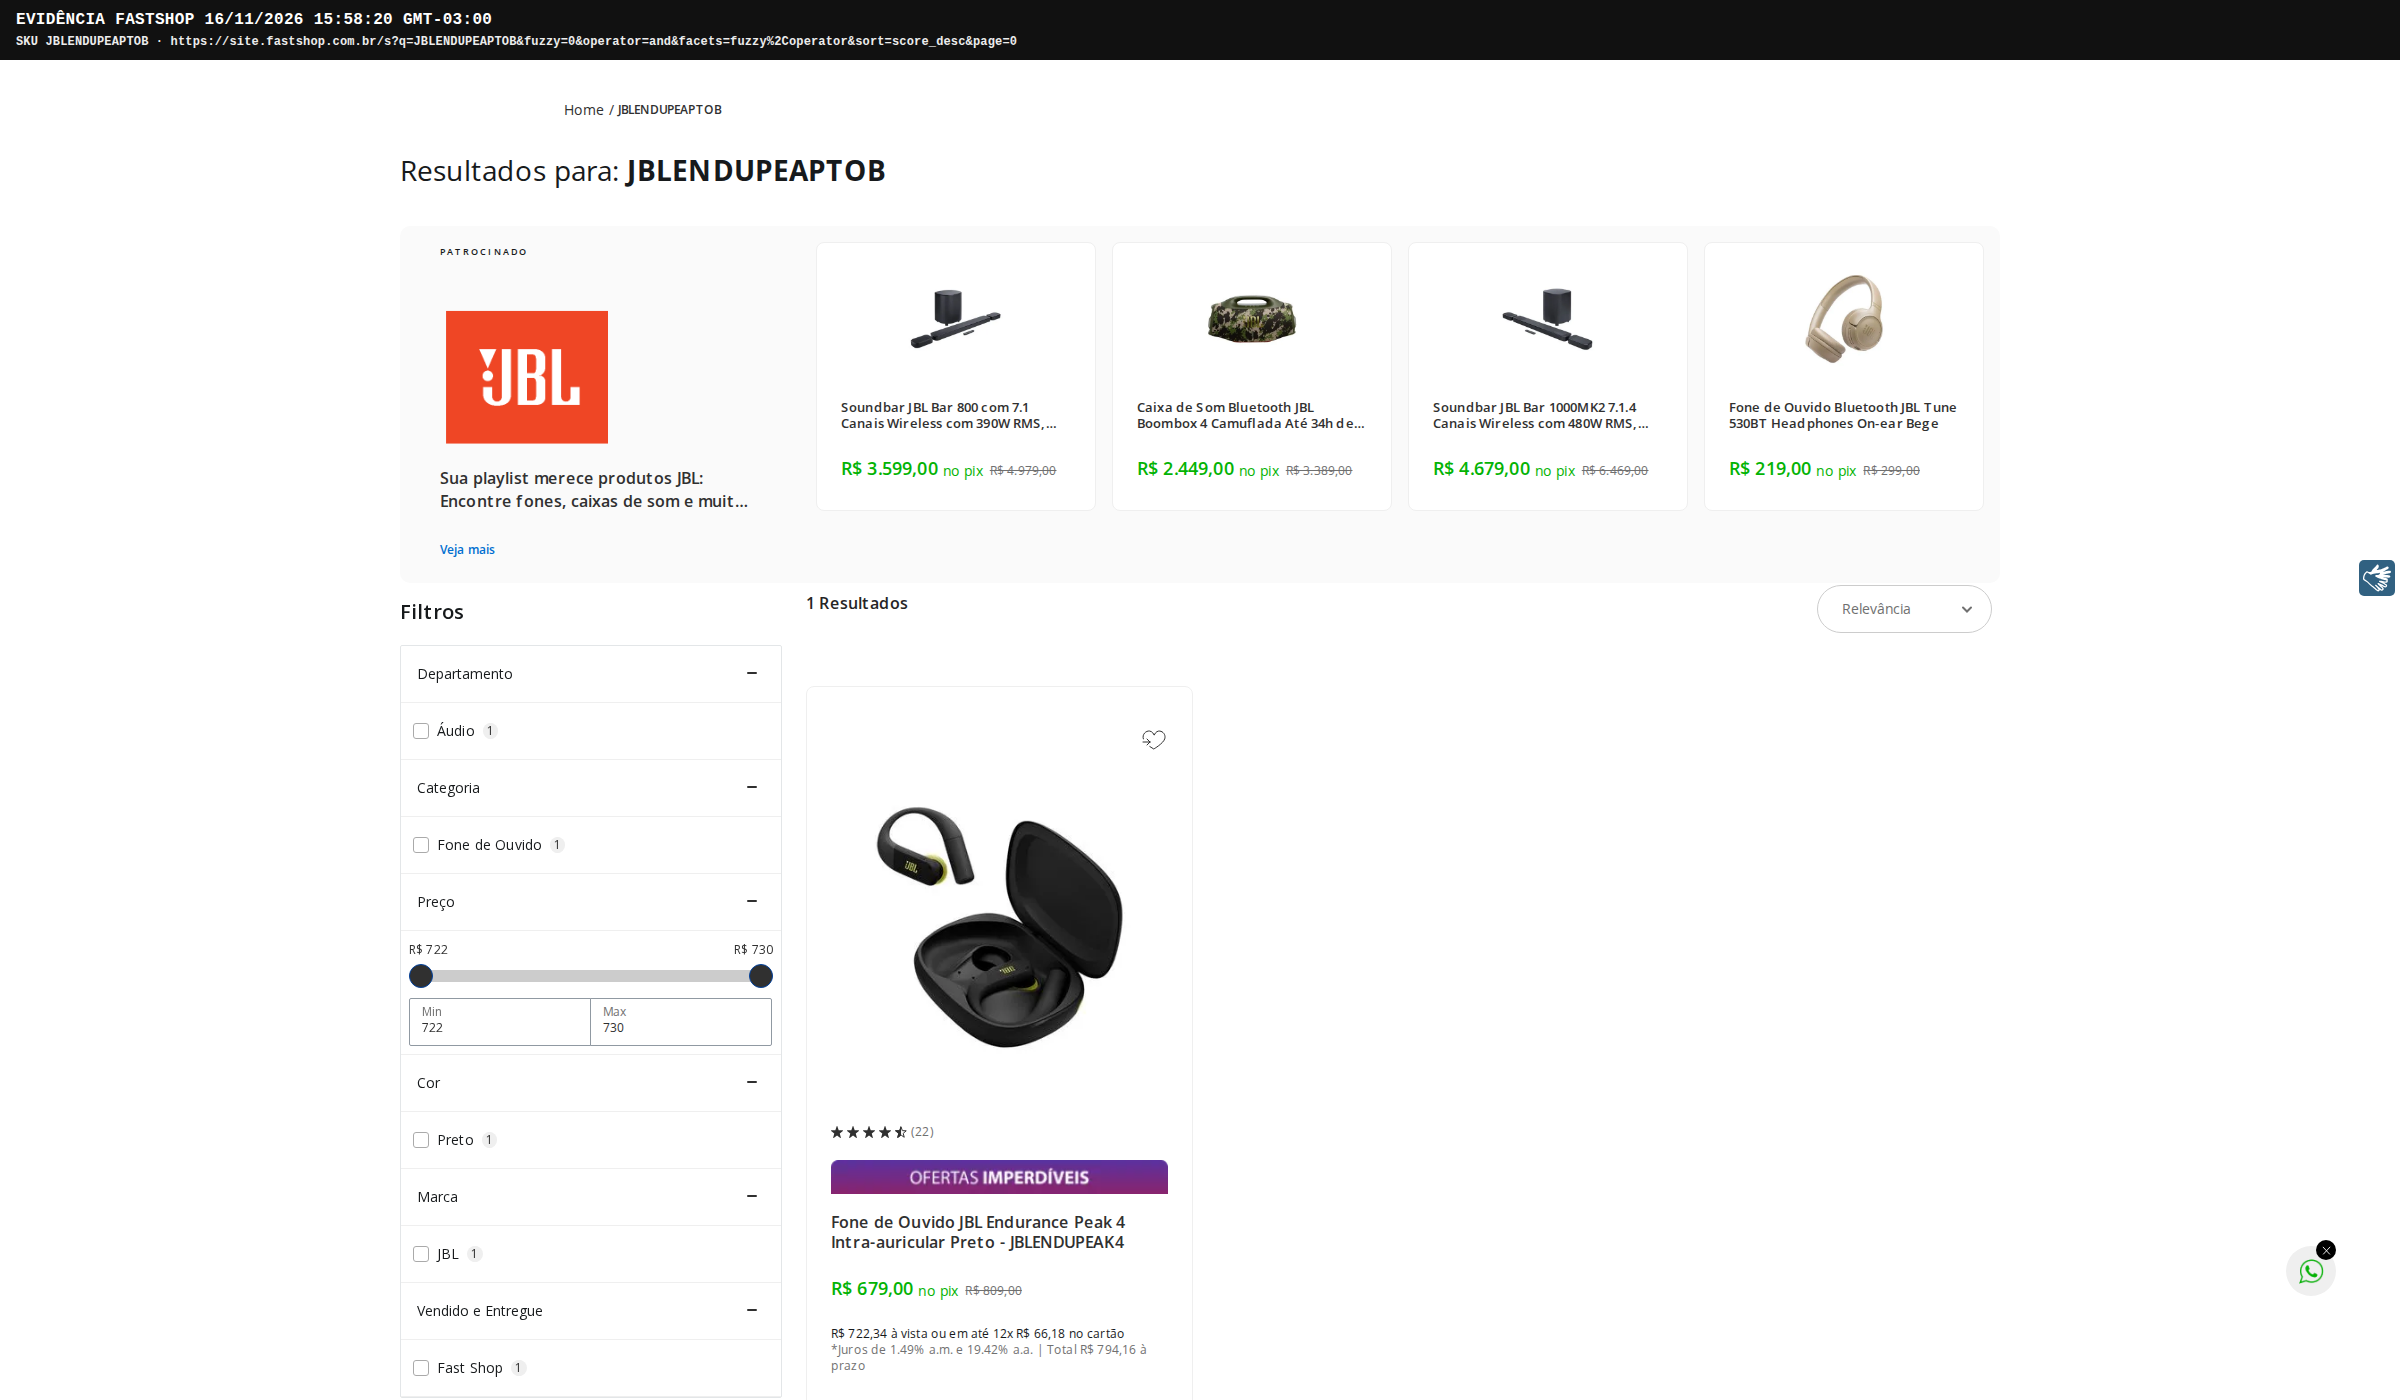 EVIDÊNCIA FASTSHOP 16/11/2026 15:58:20 GMT-03:00
SKU JBLENDUPEAPTOB · https://site.fastshop.com.br/s?q=JBLENDUPEAPTOB&fuzzy=0&operator=and&facets=fuzzy%2Coperator&sort=score_desc&page=0
Home / JBLENDUPEAPTOB
Resultados para: JBLENDUPEAPTOB
PATROCINADO
JBL
Sua playlist merece produtos JBL:
Encontre fones, caixas de som e muit...
Veja mais
Soundbar JBL Bar 800 com 7.1
Canais Wireless com 390W RMS,...
R$ 3.599,00 no pix R$ 4.979,00
Caixa de Som Bluetooth JBL
Boombox 4 Camuflada Até 34h de...
R$ 2.449,00 no pix R$ 3.389,00
Soundbar JBL Bar 1000MK2 7.1.4
Canais Wireless com 480W RMS,...
R$ 4.679,00 no pix R$ 6.469,00
Fone de Ouvido Bluetooth JBL Tune
530BT Headphones On-ear Bege
R$ 219,00 no pix R$ 299,00
Filtros
Departamento
Áudio 1
Categoria
Fone de Ouvido 1
Preço
R$ 722 R$ 730
Min Max
722 730
Cor
Preto 1
Marca
JBL 1
Vendido e Entregue
Fast Shop 1
1 Resultados
Relevância
JBL
JBL
(22)
OFERTAS IMPERDÍVEIS
Fone de Ouvido JBL Endurance Peak 4
Intra-auricular Preto - JBLENDUPEAK4
R$ 679,00 no pix R$ 809,00
R$ 722,34 à vista ou em até 12x R$ 66,18 no cartão
*Juros de 1.49% a.m. e 19.42% a.a. | Total R$ 794,16 à
prazo